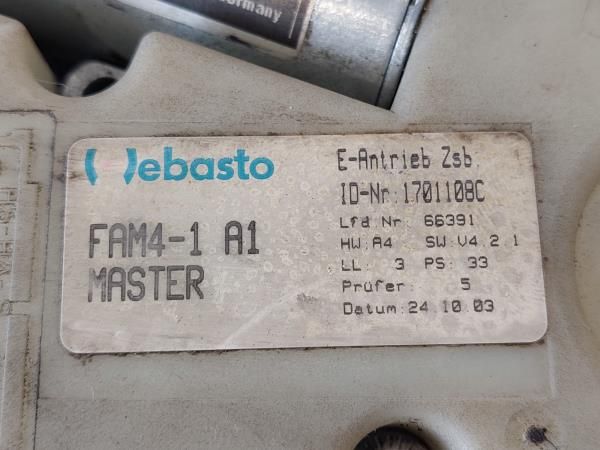 ermany
Webasto
FAM4-1 A1
MASTER
E-Antrieb Zsb.
ID-Nr.1701108C
Lfd.Nr. 66391
HW:A4 SW:V4.2.1
LL: 3 PS: 33
Prüfer: 5
Datum:24.10.03